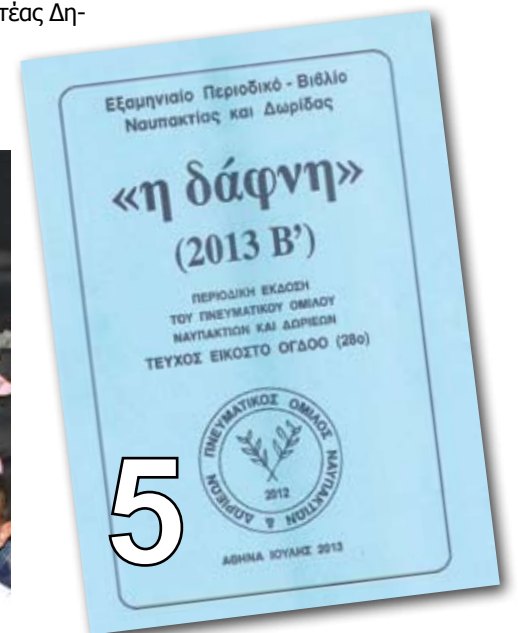 τέας Δη-
Εξαμηνιαίο Περιοδικό - Βιβλίο
Ναυπακτίας και Δωρίδας
«η δάφνη»
(2013 Β’)
ΠΕΡΙΟΔΙΚΗ ΕΚΔΟΣΗ
ΤΟΥ ΠΝΕΥΜΑΤΙΚΟΥ ΟΜΙΛΟΥ
ΝΑΥΠΑΚΤΙΩΝ ΚΑΙ ΔΩΡΙΕΩΝ
ΤΕΥΧΟΣ ΕΙΚΟΣΤΟ ΟΓΔΟΟ (28ο)
ΠΝΕΥΜΑΤΙΚΟΣ ΟΜΙΛΟΣ ΝΑΥΠΑΚΤΙΩΝ & ΔΩΡΙΕΩΝ
2012
5
ΑΘΗΝΑ ΙΟΥΛΗΣ 2013